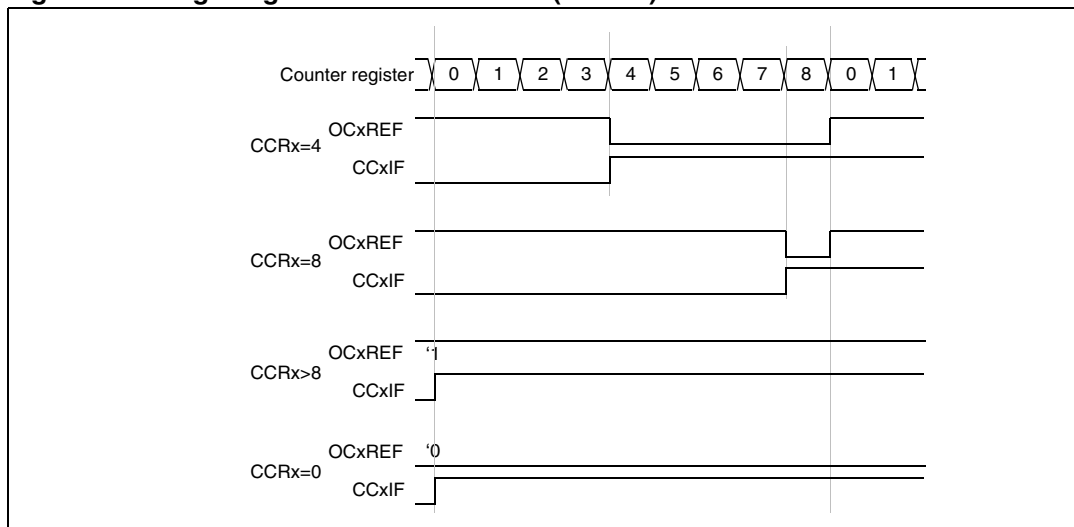 Counter register 0 1 2 3 4 5 6 7 8 0 1
OCxREF
CCRx=4
CCxIF
OCxREF
CCRx=8
CCxIF
OCxREF ‘1
CCRx>8
CCxIF
OCxREF ‘0
CCRx=0
CCxIF